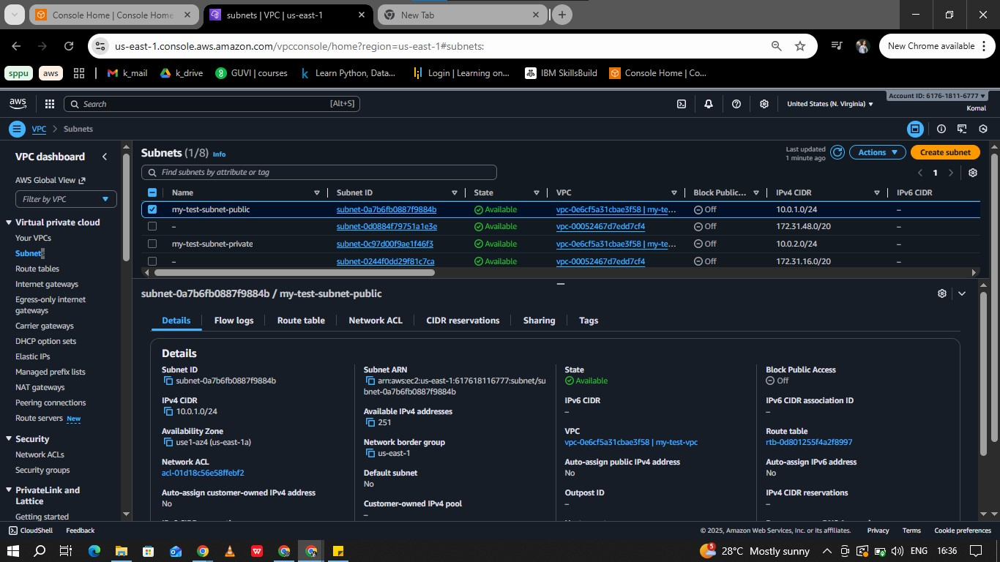 Console Home | Console Home
subnets | VPC | us-east-1
New Tab
us-east-1.console.aws.amazon.com/vpcconsole/home?region=us-east-1#subnets:
New Chrome available
sppu
aws
k_mail
k_drive
GUVI | courses
Learn Python, Data...
Login | Learning on...
IBM SkillsBuild
Console Home | Co...
aws
Search
[Alt+S]
United States (N. Virginia)
Account ID: 6176-1811-6777
Komal
VPC
Subnets
VPC dashboard
AWS Global View
Filter by VPC
Virtual private cloud
Your VPCs
Subnets
Route tables
Internet gateways
Egress-only internet
gateways
Carrier gateways
DHCP option sets
Elastic IPs
Managed prefix lists
NAT gateways
Peering connections
Route servers New
Security
Network ACLs
Security groups
PrivateLink and
Lattice
Getting started
Subnets (1/8) Info
Last updated
1 minute ago
Actions
Create subnet
Find subnets by attribute or tag
1
Name Subnet ID State VPC Block Public... IPv4 CIDR IPv6 CIDR
my-test-subnet-public subnet-0a7b6fb0887f9884b Available vpc-0e6cf5a31cbae3f58 | my-te... Off 10.0.1.0/24 –
– subnet-0d0884f79751a1e3e Available vpc-00052467d7edd7cf4 Off 172.31.48.0/20 –
my-test-subnet-private subnet-0c97d00f9ae1f46f3 Available vpc-0e6cf5a31cbae3f58 | my-te... Off 10.0.2.0/24 –
– subnet-0244f0dd29f81c7ca Available vpc-00052467d7edd7cf4 Off 172.31.16.0/20 –
subnet-0a7b6fb0887f9884b / my-test-subnet-public
Details
Flow logs
Route table
Network ACL
CIDR reservations
Sharing
Tags
Details
Subnet ID
subnet-0a7b6fb0887f9884b
IPv4 CIDR
10.0.1.0/24
Availability Zone
use1-az4 (us-east-1a)
Network ACL
acl-01d18c56e58ffebf2
Auto-assign customer-owned IPv4 address
No
Subnet ARN
arn:aws:ec2:us-east-1:617618116777:subnet/su
bnet-0a7b6fb0887f9884b
Available IPv4 addresses
251
Network border group
us-east-1
Default subnet
No
Customer-owned IPv4 pool
–
State
Available
IPv6 CIDR
–
VPC
vpc-0e6cf5a31cbae3f58 | my-test-vpc
Auto-assign public IPv4 address
No
Outpost ID
–
Block Public Access
Off
IPv6 CIDR association ID
–
Route table
rtb-0d801255f4a2f8997
Auto-assign IPv6 address
No
IPv4 CIDR reservations
–
CloudShell
Feedback
© 2025, Amazon Web Services, Inc. or its affiliates.
Privacy
Terms
Cookie preferences
5
28°C Mostly sunny
ENG
16:36